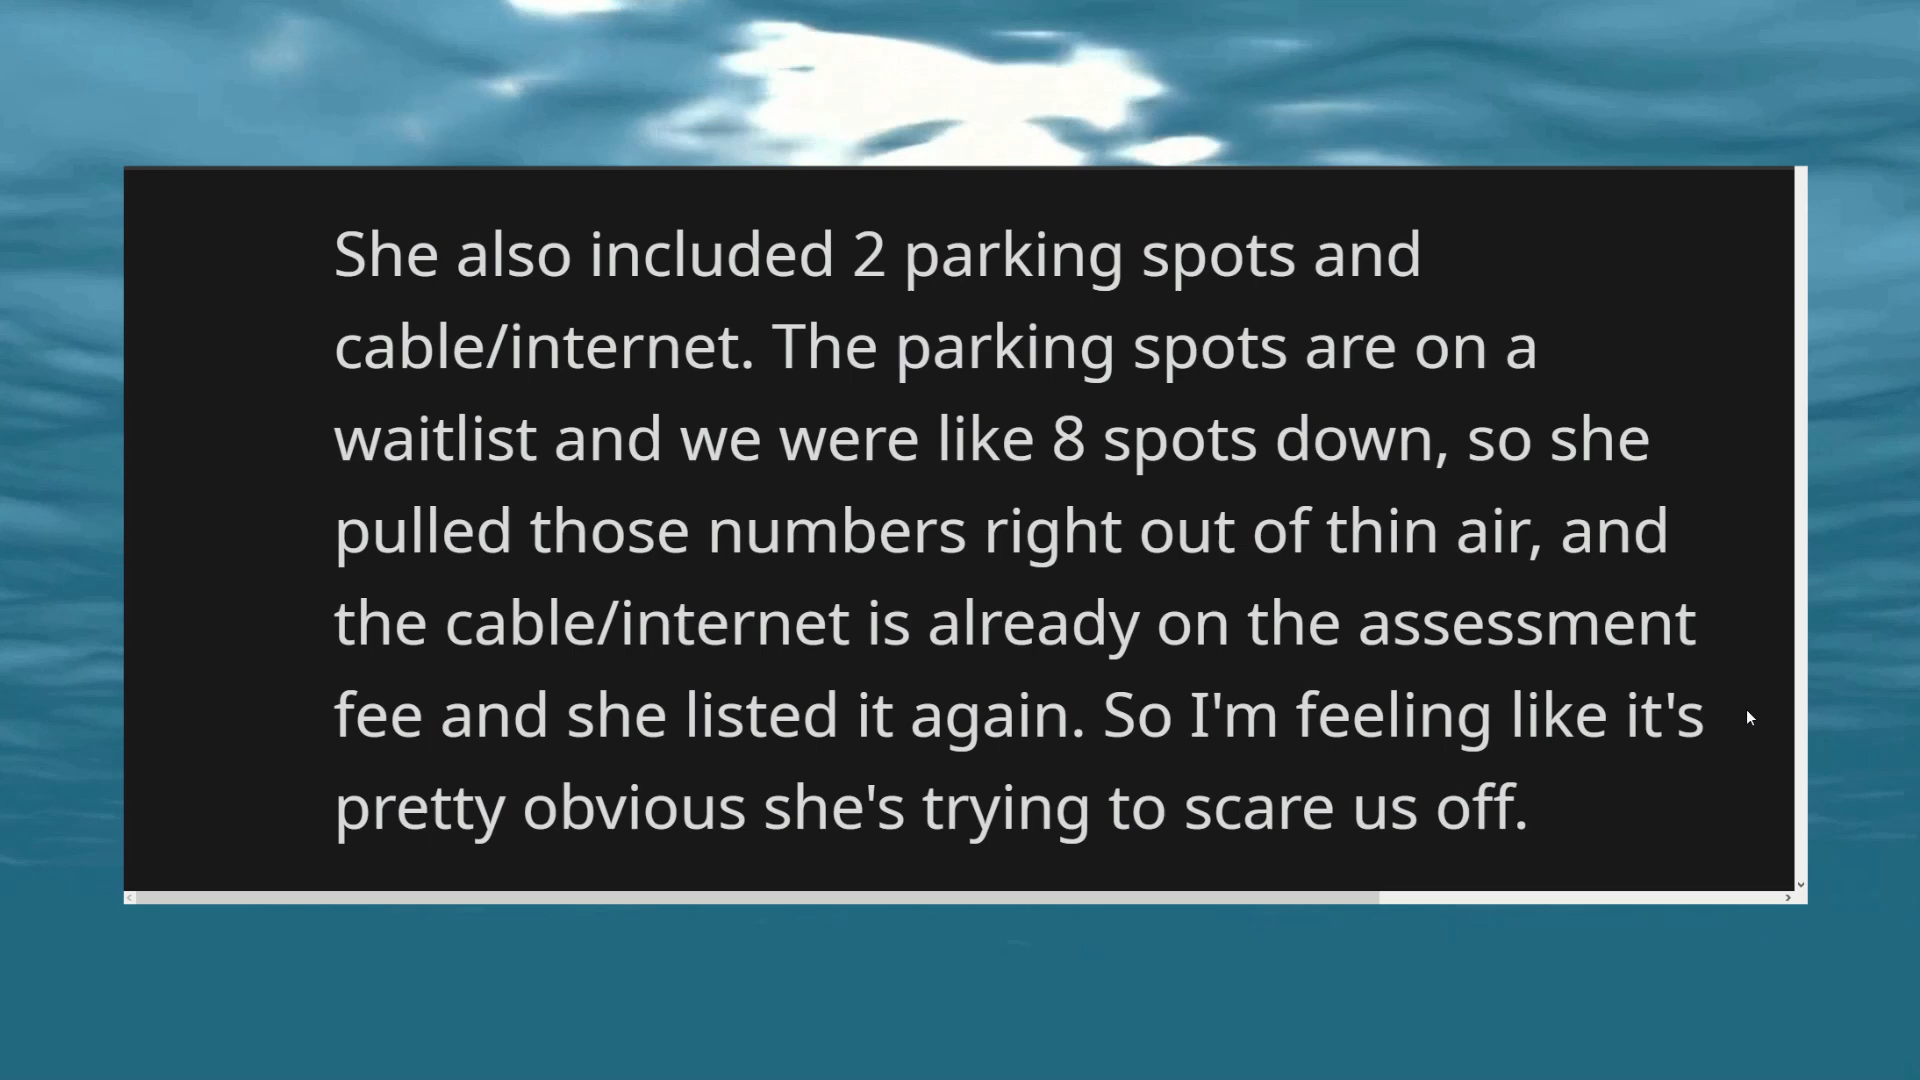 She also included 2 parking spots and
cable/internet. The parking spots are on a
waitlist and we were like 8 spots down, so she
pulled those numbers right out of thin air, and
the cable/internet is already on the assessment
fee and she listed it again. So I'm feeling like it's
pretty obvious she's trying to scare us off.